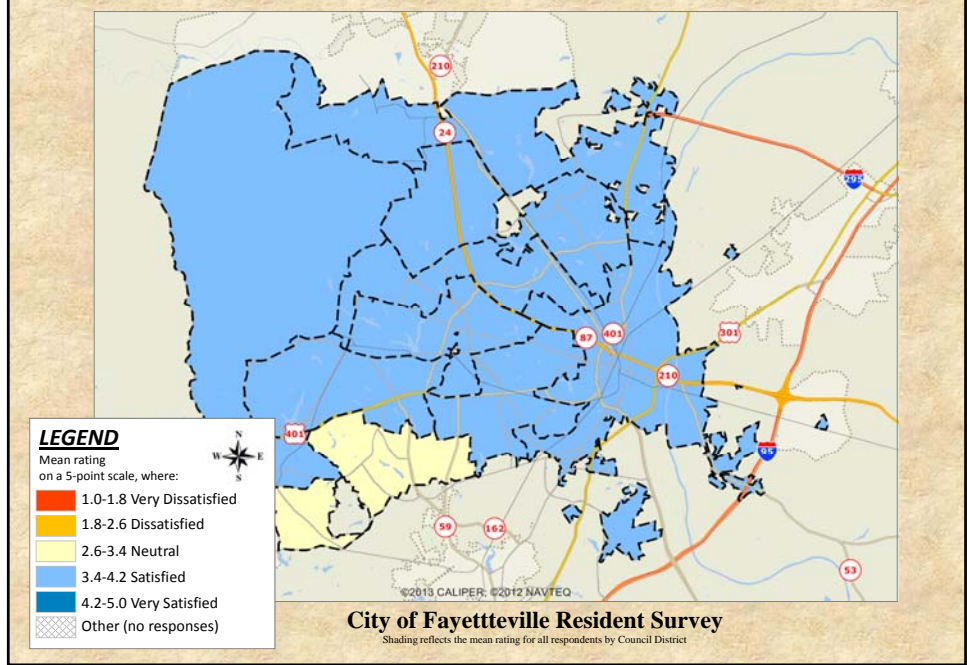 210
24
295
87
401
301
210
401
95
59
162
53
LEGEND
N
W E
S
Mean rating
on a 5-point scale, where:
1.0-1.8 Very Dissatisfied
1.8-2.6 Dissatisfied
2.6-3.4 Neutral
3.4-4.2 Satisfied
4.2-5.0 Very Satisfied
Other (no responses)
©2013 CALIPER; ©2012 NAVTEQ
City of Fayettteville Resident Survey
Shading reflects the mean rating for all respondents by Council District